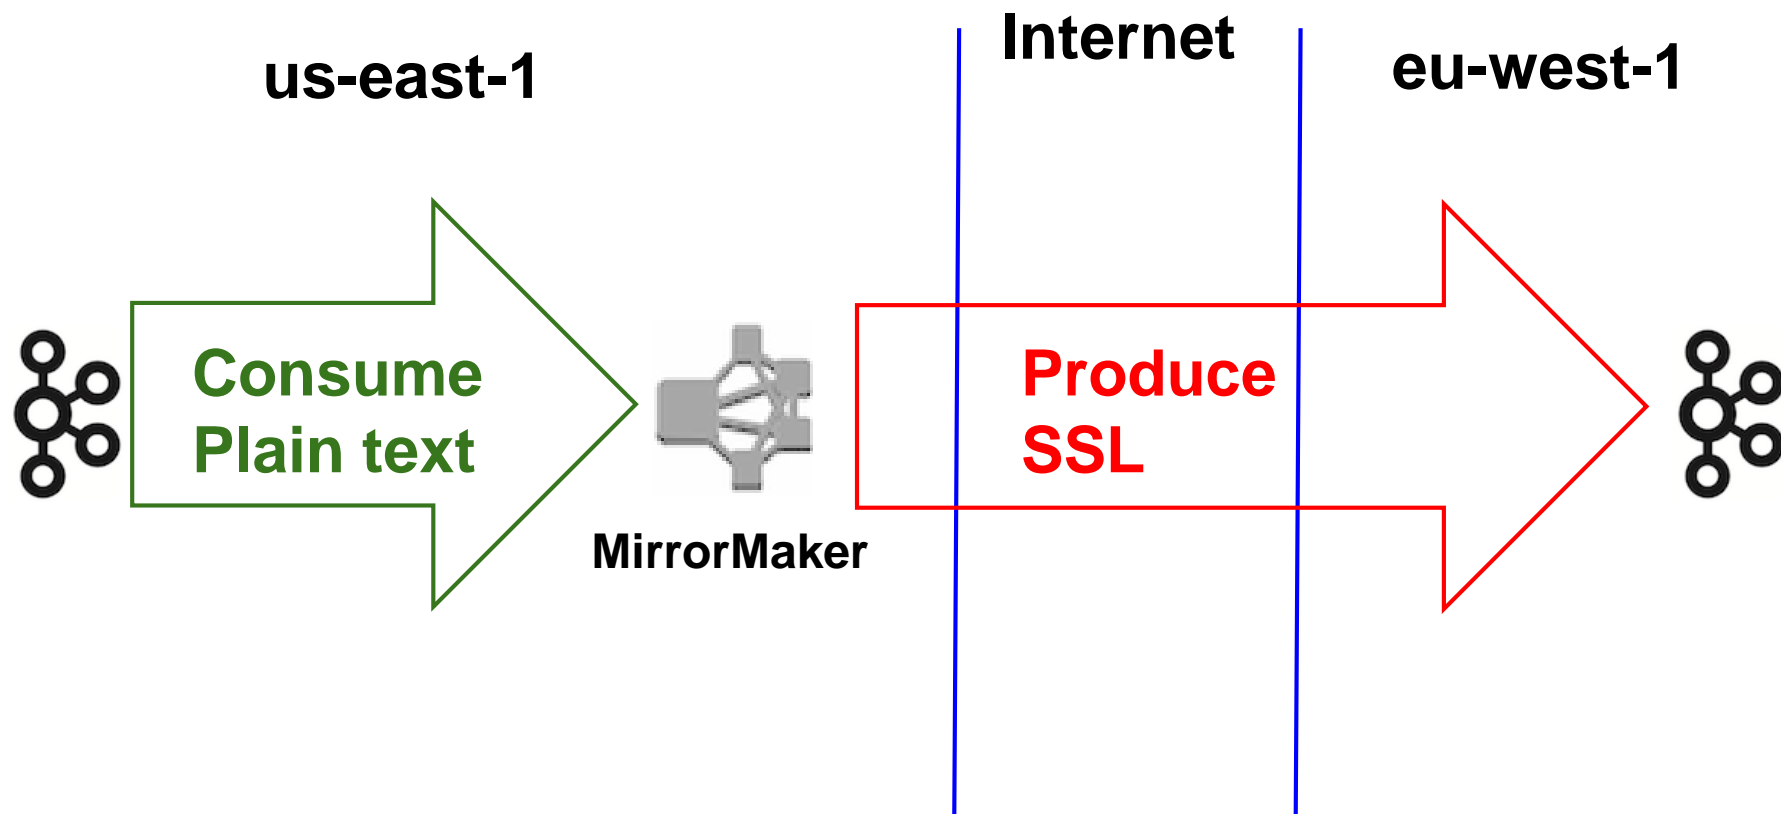 us-east-1
Internet
eu-west-1
Consume
Plain text
MirrorMaker
Produce
SSL